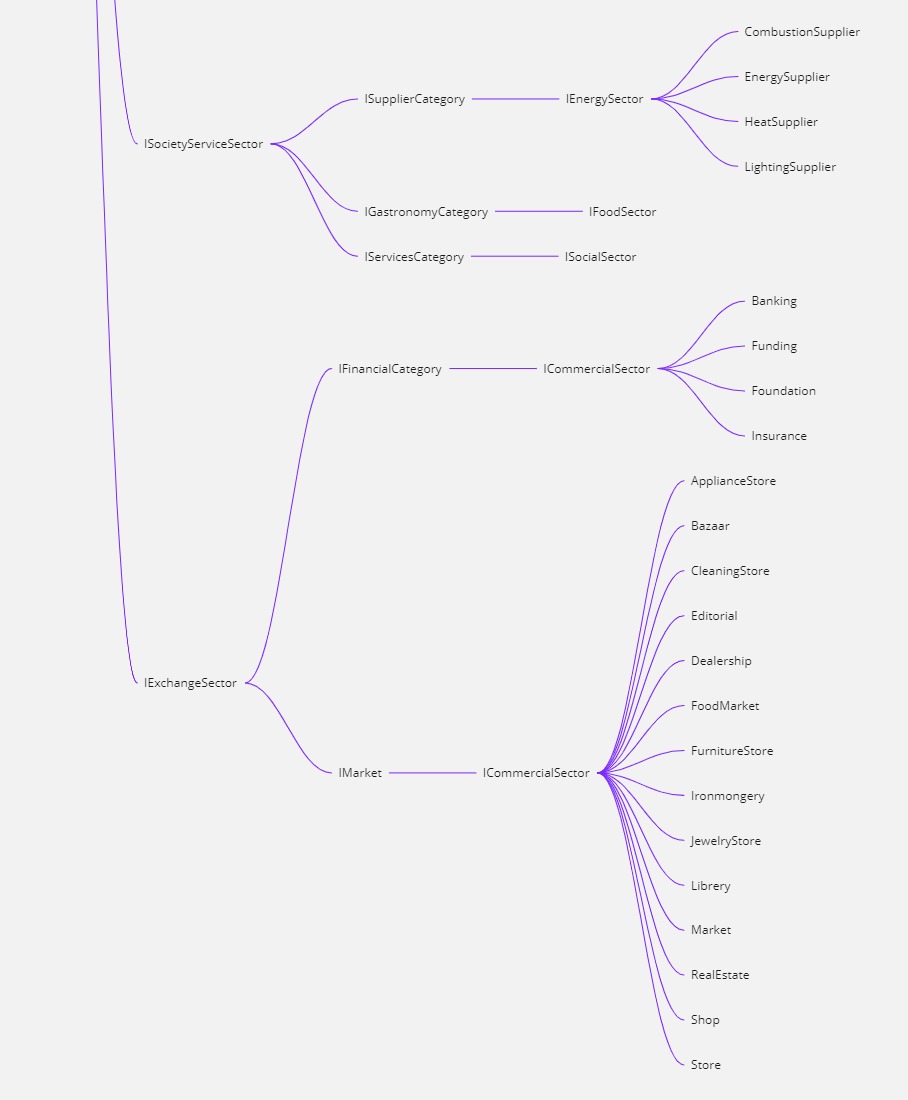 CombustionSupplier
EnergySupplier
ISupplierCategory
IEnergySector
HeatSupplier
ISocietyServiceSector
LightingSupplier
IGastronomyCategory
IFoodSector
IServicesCategory
ISocialSector
Banking
Funding
IFinancialCategory
ICommercialSector
Foundation
Insurance
ApplianceStore
Bazaar
CleaningStore
Editorial
Dealership
IExchangeSector
FoodMarket
FurnitureStore
IMarket
ICommercialSector
Ironmongery
JewelryStore
Librery
Market
RealEstate
Shop
Store